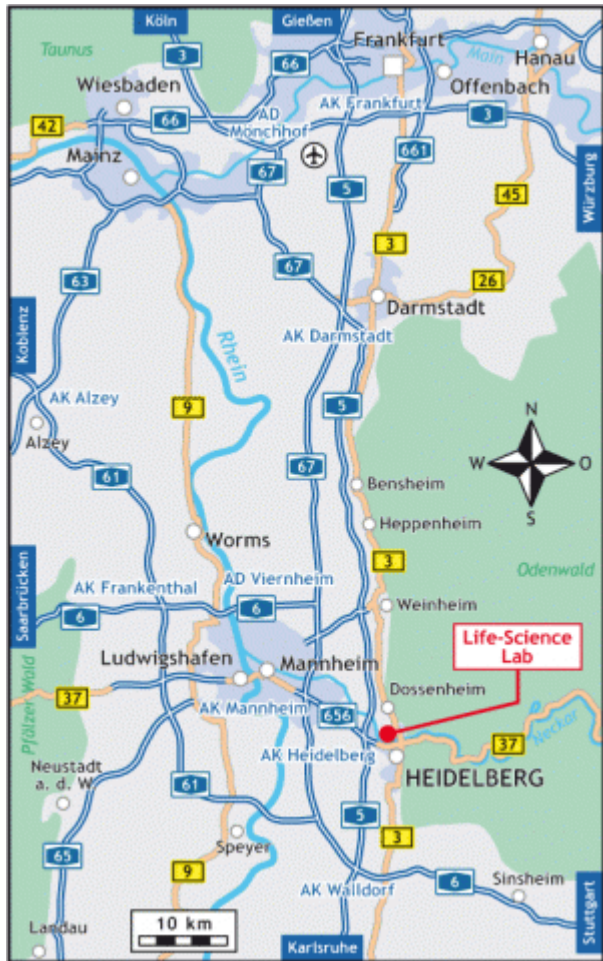 Köln
Gießen
Taunus
3
66
Frankfurt
Main
Hanau
Wiesbaden
Offenbach
AD
Mönchhof
AK Frankfurt
42
66
3
Mainz
661
67
5
Würzburg
45
3
63
67
26
Darmstadt
Koblenz
Rhein
AK Darmstadt
AK Alzey
9
5
N
Alzey
W
O
61
67
Bensheim
S
Worms
Heppenheim
3
Odenwald
AK Frankenthal
AD Viernheim
Saarbrücken
6
6
Weinheim
Life-Science
Lab
Pfälzer Wald
Ludwigshafen
Mannheim
37
AK Mannheim
656
Dossenheim
Neckar
37
AK Heidelberg
HEIDELBERG
Neustadt
a. d. W.
61
5
3
Speyer
65
9
AK Walldorf
6
Sinsheim
Landau
10 km
Karlsruhe
Stuttgart